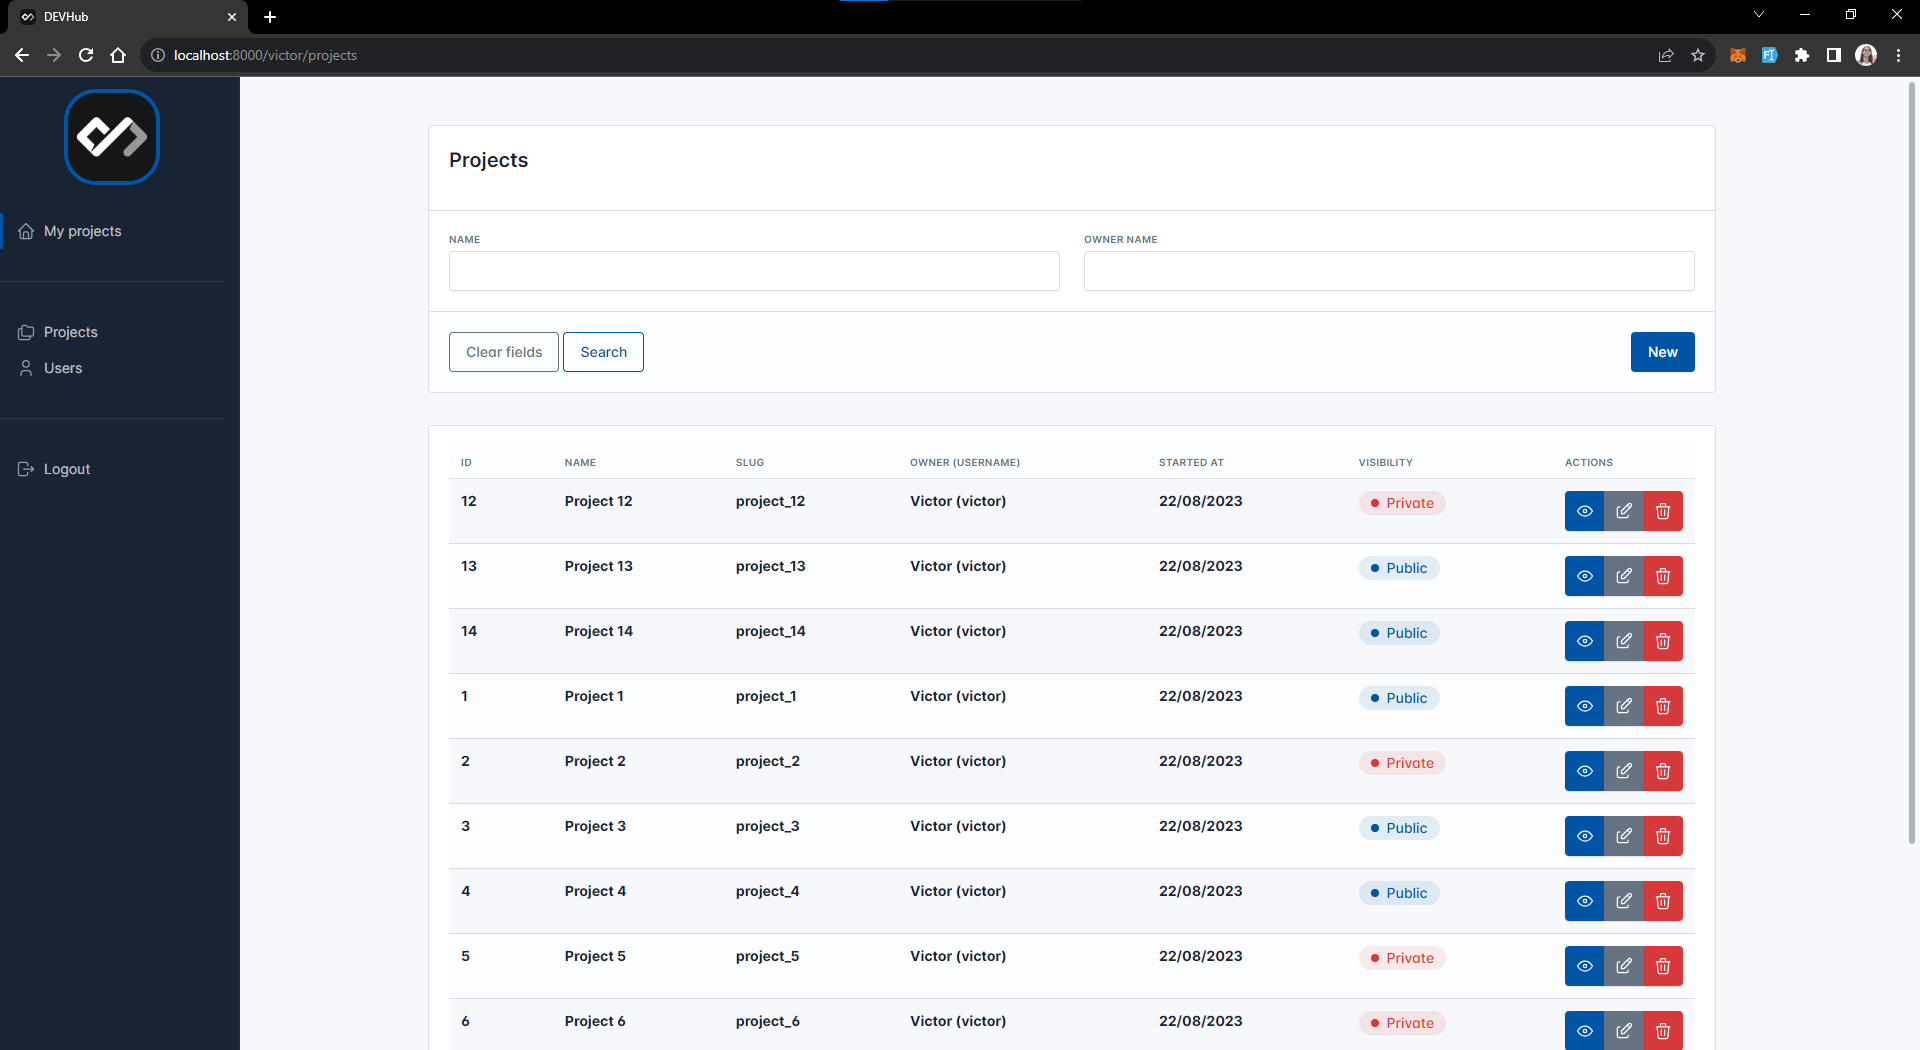 DEVHub
localhost:8000/victor/projects
My projects
Projects
Users
Logout
Projects
NAME OWNER NAME
Clear fields Search New
ID NAME SLUG OWNER (USERNAME) STARTED AT VISIBILITY ACTIONS
12 Project 12 project_12 Victor (victor) 22/08/2023 Private
13 Project 13 project_13 Victor (victor) 22/08/2023 Public
14 Project 14 project_14 Victor (victor) 22/08/2023 Public
1 Project 1 project_1 Victor (victor) 22/08/2023 Public
2 Project 2 project_2 Victor (victor) 22/08/2023 Private
3 Project 3 project_3 Victor (victor) 22/08/2023 Public
4 Project 4 project_4 Victor (victor) 22/08/2023 Public
5 Project 5 project_5 Victor (victor) 22/08/2023 Private
6 Project 6 project_6 Victor (victor) 22/08/2023 Private